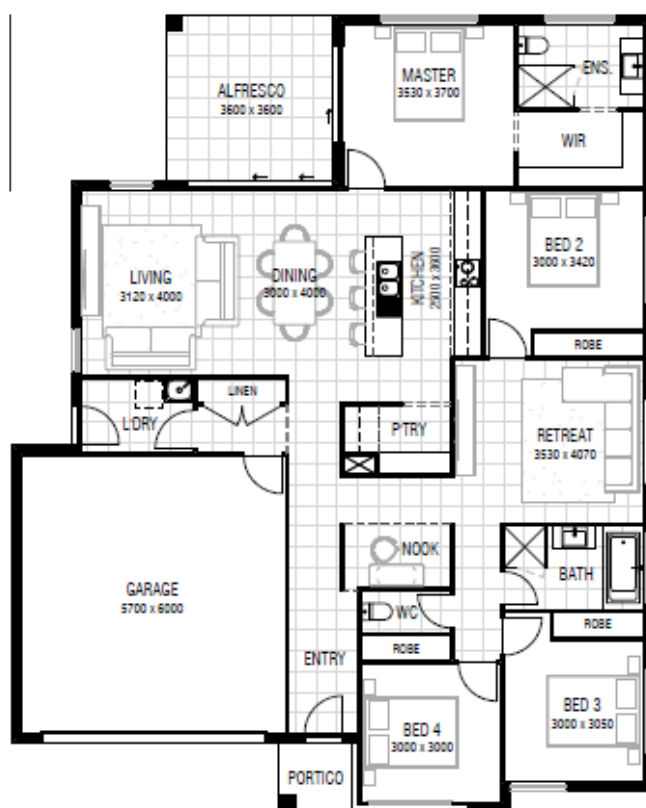 MASTER
3530 x 3700
ENS.
ALFRESCO
3600 x 3600
WIR
BED 2
3000 x 3420
LIVING
3120 x 4000
DINING
3000 x 4000
KITCHEN
2500 x 3600
ROBE
LINEN
L'DRY
P'TRY
RETREAT
3530 x 4070
NOOK
BATH
GARAGE
5700 x 6000
WC
ROBE
ROBE
ENTRY
BED 3
3000 x 3050
BED 4
3000 x 3000
PORTICO